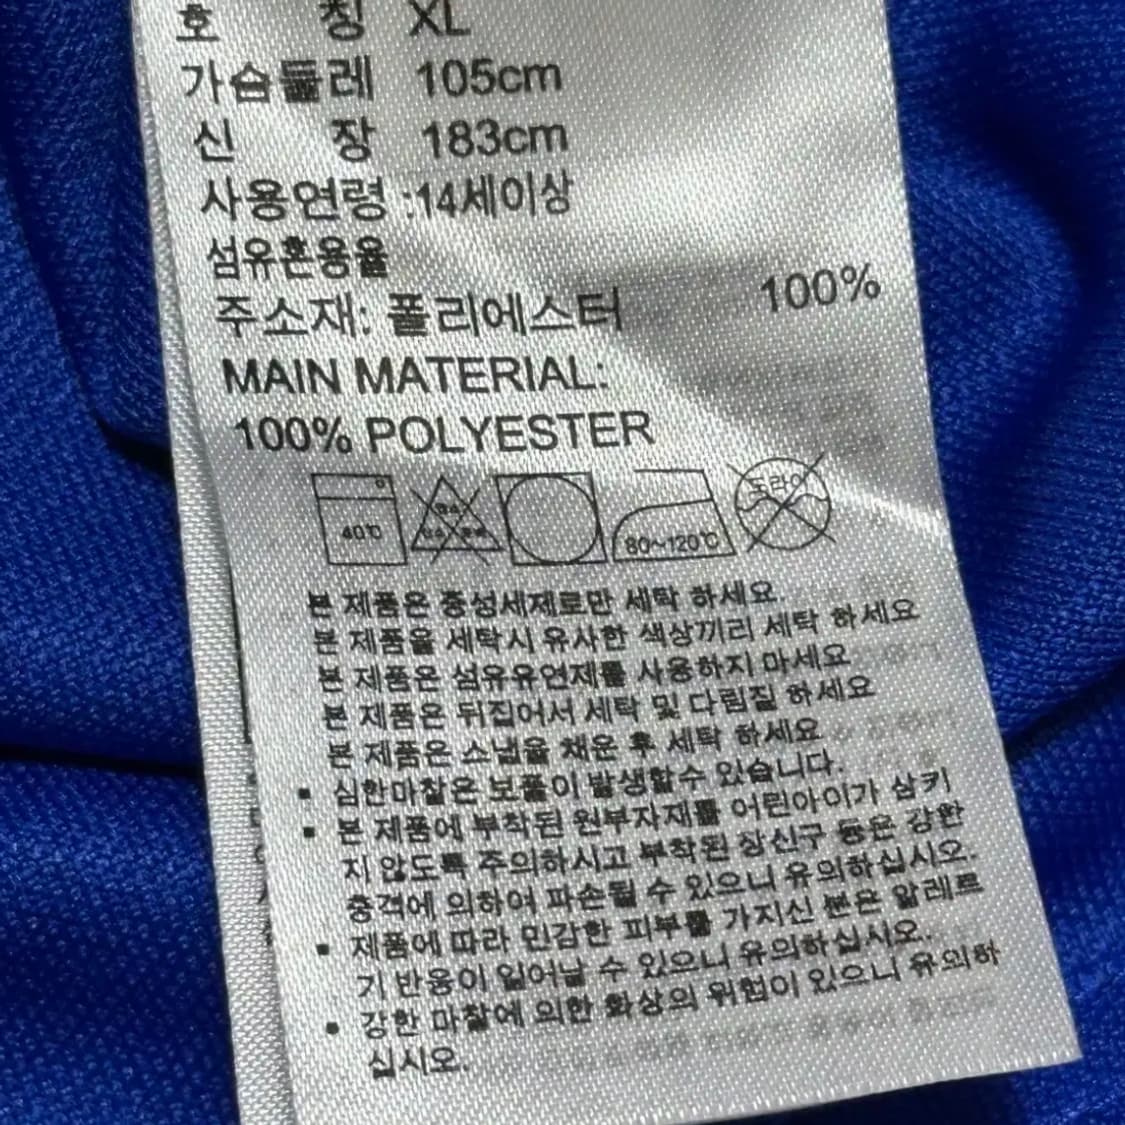 호 칭 XL
가슴둘레 105cm
신 장 183cm
사용연령 :14세이상
섬유혼용율
주소재: 폴리에스터 100%
MAIN MATERIAL:
100% POLYESTER
40℃
80~120℃
드라이
본 제품은 중성세제로만 세탁 하세요.
본 제품을 세탁시 유사한 색상끼리 세탁 하세요
본 제품은 섬유유연제를 사용하지 마세요
본 제품은 뒤집어서 세탁 및 다림질 하세요
본 제품은 스냅을 채운 후 세탁 하세요
▪ 심한마찰은 보풀이 발생할수 있습니다.
▪ 본 제품에 부착된 원부자재를 어린아이가 삼키
지 않도록 주의하시고 부착된 장신구 등은 강한
충격에 의하여 파손될 수 있으니 유의하십시오.
▪ 제품에 따라 민감한 피부를 가지신 분은 알레르
기 반응이 일어날 수 있으니 유의하십시오.
▪ 강한 마찰에 의한 화상의 위험이 있으니 유의하
십시오.